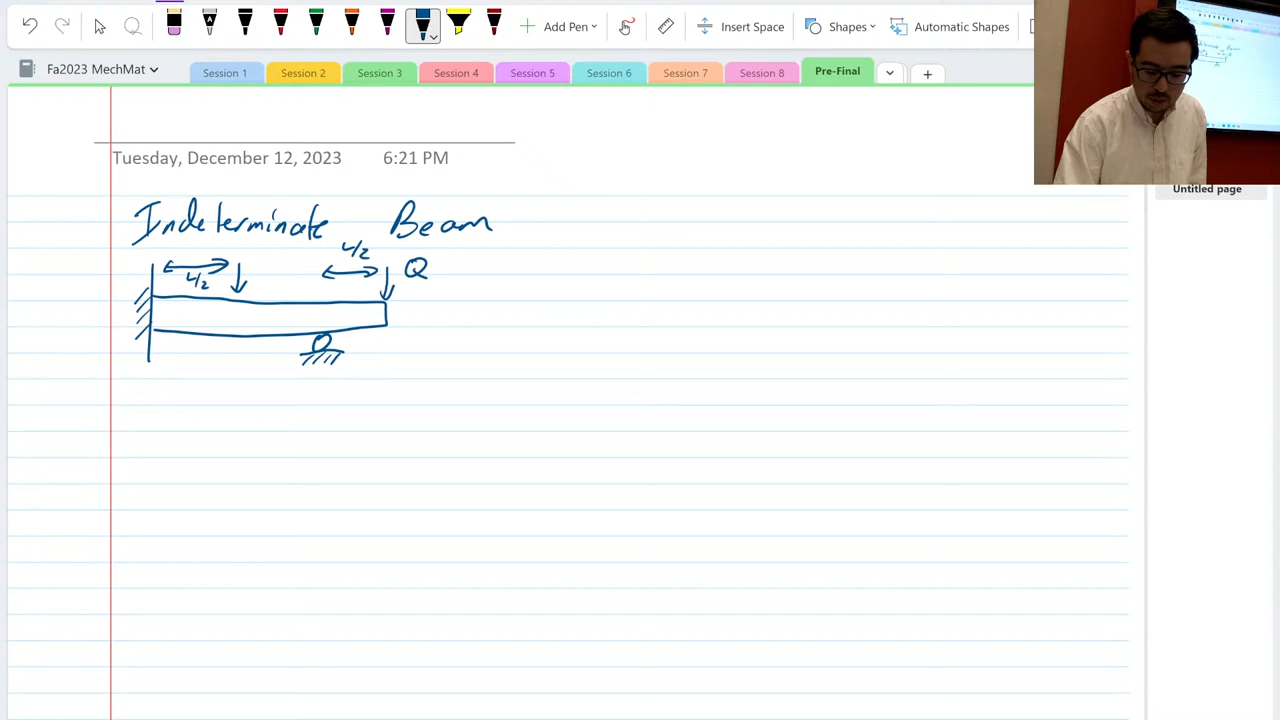 Add Pen
Insert Space
Shapes
Automatic Shapes
Fa2023 MechMat
Session 1
Session 2
Session 3
Session 4
Session 5
Session 6
Session 7
Session 8
Pre-Final
Tuesday, December 12, 2023 6:21 PM
Untitled page
Indeterminate Beam
L/2
L/2
Q